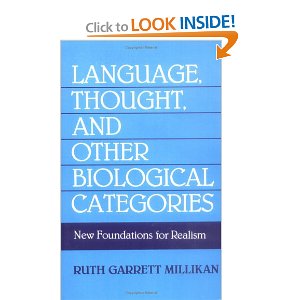 Click to
LOOK INSIDE!
LANGUAGE,
THOUGHT,
AND
OTHER
BIOLOGICAL
CATEGORIES
New Foundations for Realism
RUTH GARRETT MILLIKAN